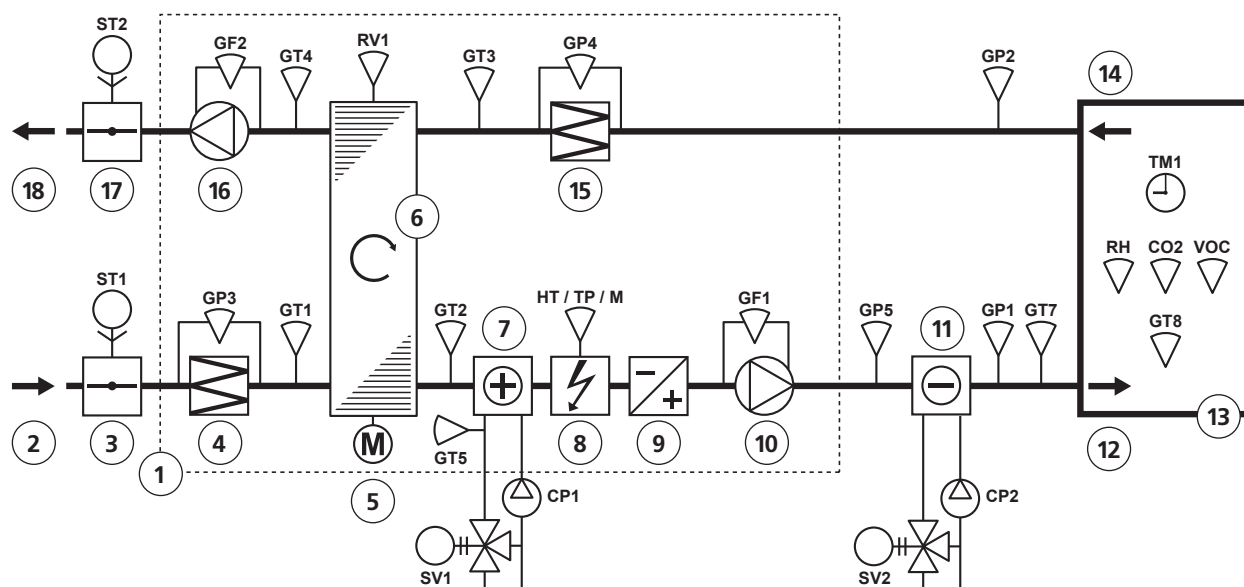 ST2
GF2
GT4
RV1
GT3
GP4
GP2
14
18
17
16
15
TM1
6
RH
CO2
VOC
ST1
GP3
GT1
GT2
7
HT / TP / M
GF1
GP5
11
GP1
GT7
GT8
- +
2
3
4
M
GT5
8
9
10
12
13
1
5
CP1
CP2
SV1
SV2